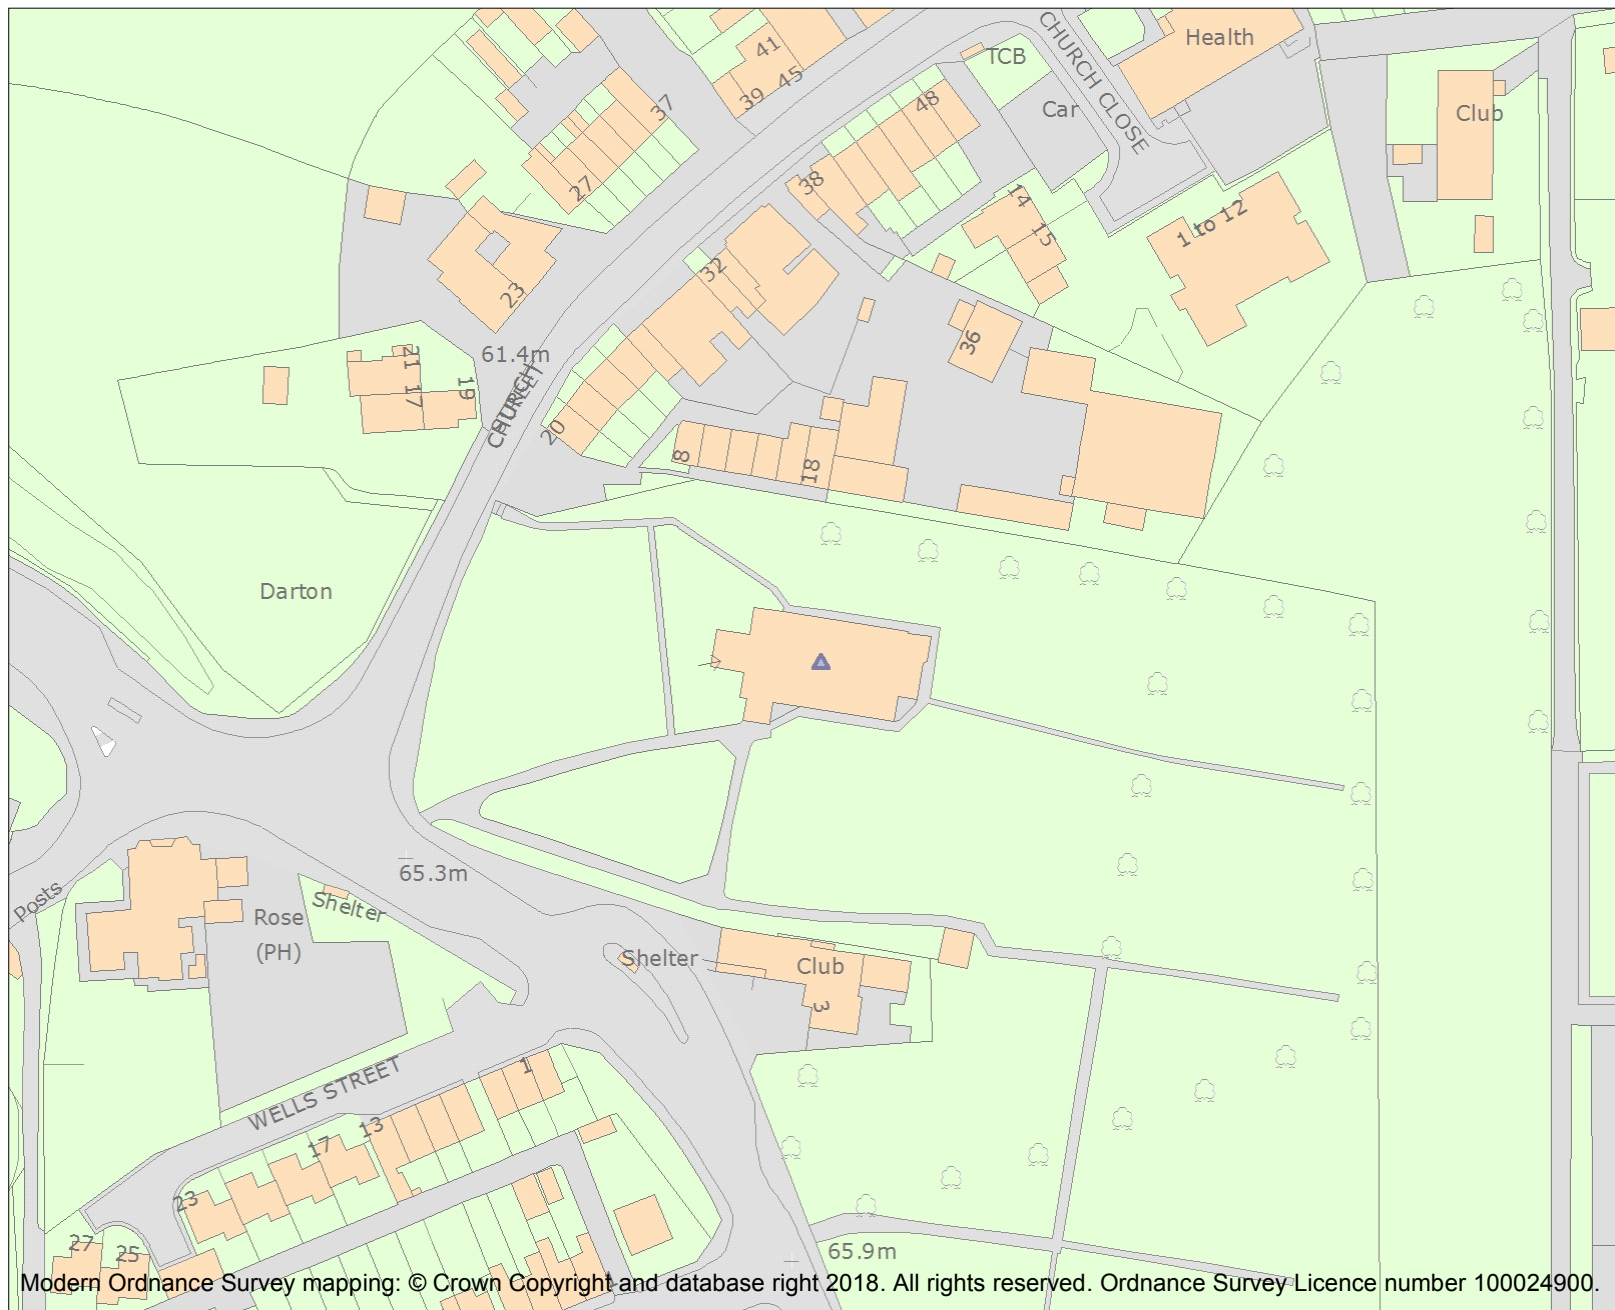 41
39
45
37
27
48
38
TCB
Car
CHURCH CLOSE
Health
Club
14
15
1 to 12
32
23
61.4m
21
17
19
CHURCH
STREET
20
36
8
18
Darton
65.3m
Posts
Rose
(PH)
Shelter
Shelter
Club
3
WELLS STREET
1
13
17
23
27
25
65.9m
Modern Ordnance Survey mapping: © Crown Copyright and database right 2018. All rights reserved. Ordnance Survey Licence number 100024900.